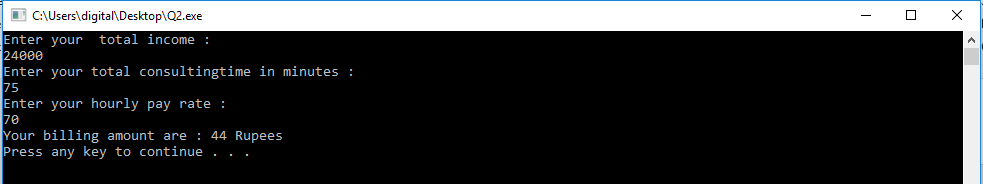 C:\Users\digital\Desktop\Q2.exe
Enter your  total income :
24000
Enter your total consultingtime in minutes :
75
Enter your hourly pay rate :
70
Your billing amount are : 44 Rupees
Press any key to continue . . .